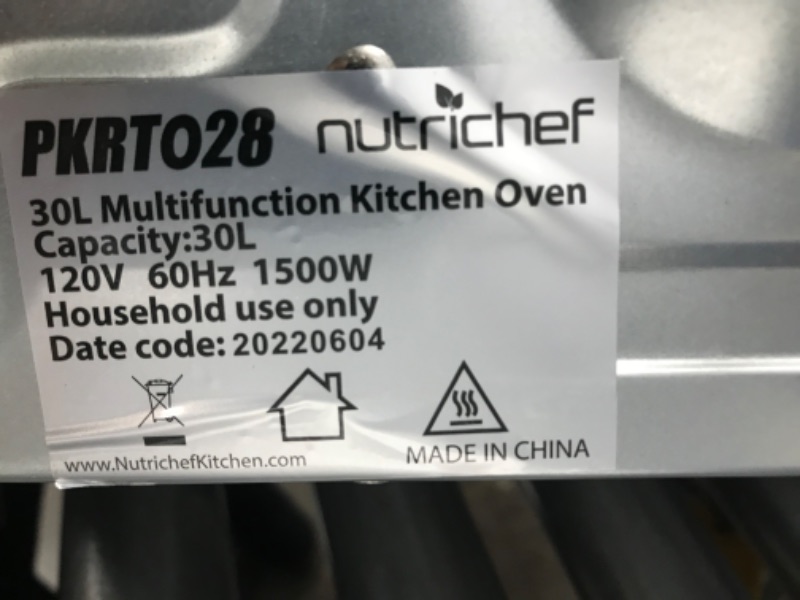 PKRTO28 nutrichef
30L Multifunction Kitchen Oven
Capacity:30L
120V 60Hz 1500W
Household use only
Date code: 20220604
www.NutrichefKitchen.com
MADE IN CHINA